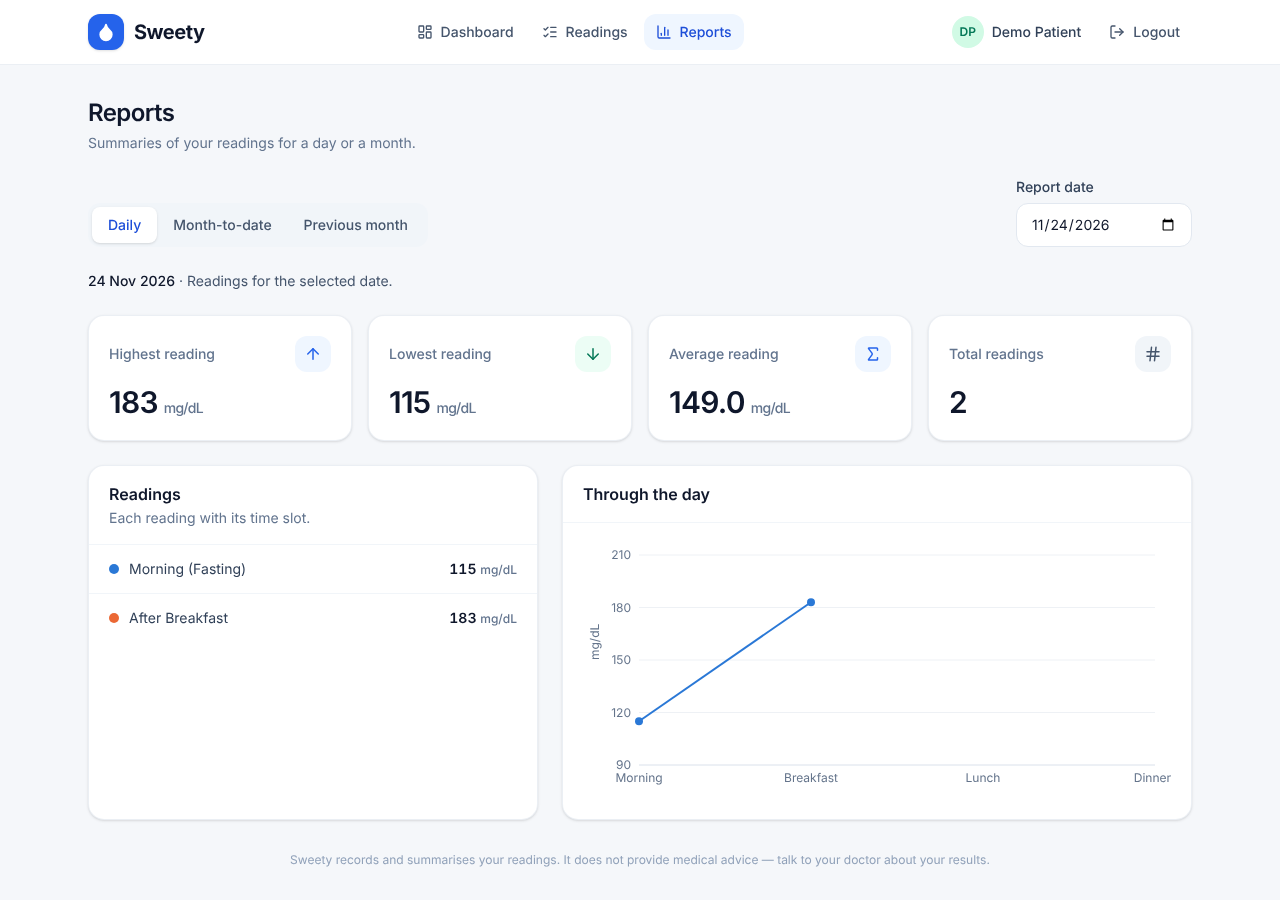 Sweety
Dashboard
Readings
Reports
DP
Demo Patient
Logout
Reports
Summaries of your readings for a day or a month.
Daily
Month-to-date
Previous month
Report date
11/24/2026
24 Nov 2026 · Readings for the selected date.
Highest reading
183 mg/dL
Lowest reading
115 mg/dL
Average reading
Σ
149.0 mg/dL
Total readings
#
2
Readings
Each reading with its time slot.
Morning (Fasting) 115 mg/dL
After Breakfast 183 mg/dL
Through the day
mg/dL
210
180
150
120
90
Morning Breakfast Lunch Dinner
Sweety records and summarises your readings. It does not provide medical advice — talk to your doctor about your results.